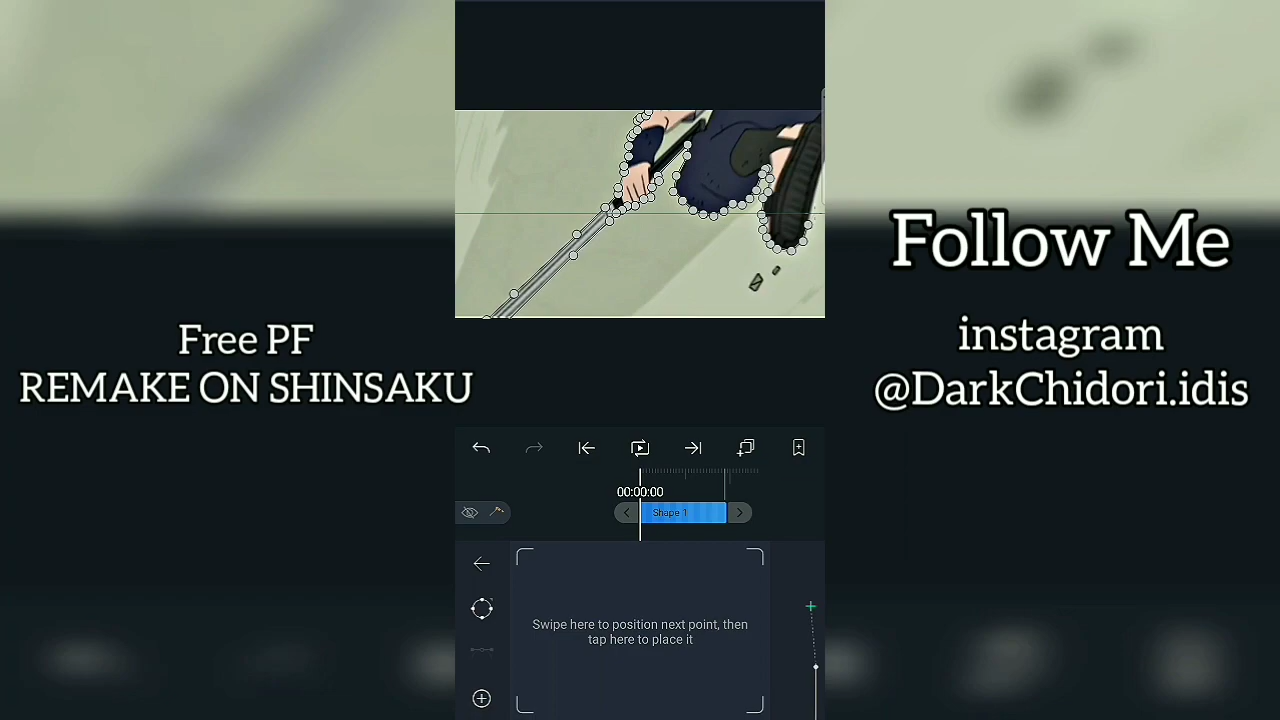 Free PF
REMAKE ON SHINSAKU
Follow Me
instagram
@DarkChidori.idis
00:00:00
Shape 1
Swipe here to position next point, then
tap here to place it